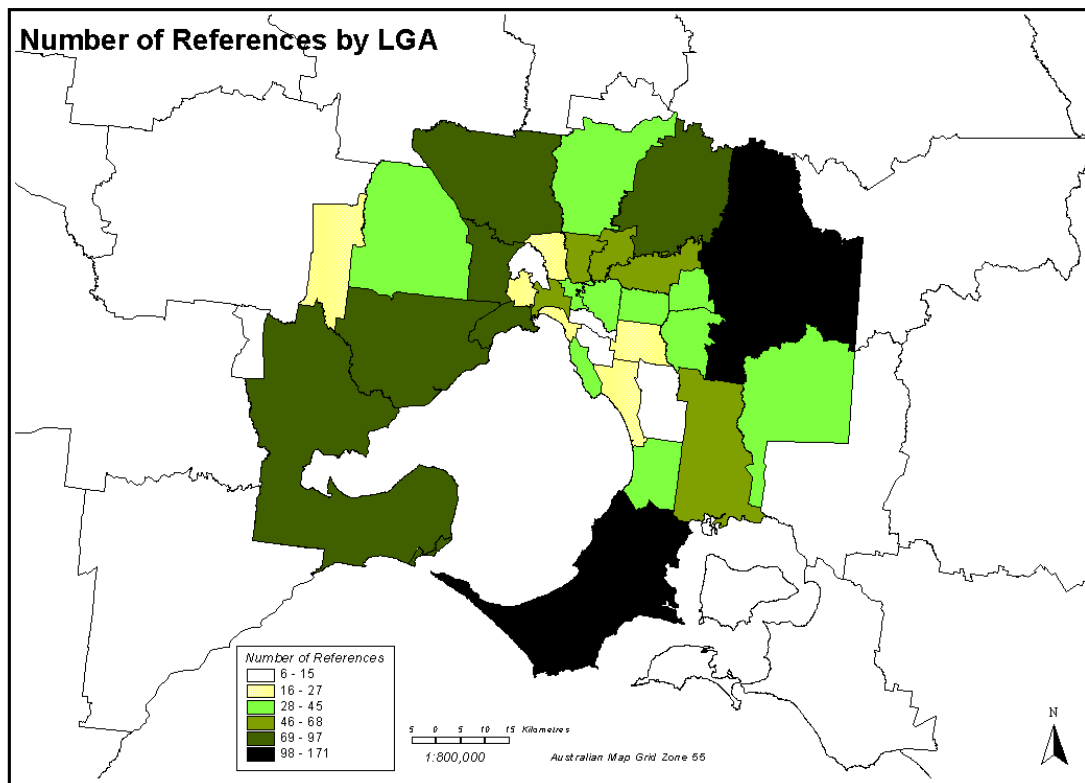 Number of References by LGA
Number of References
6 - 15
16 - 27
28 - 45
46 - 68
69 - 97
98 - 171
5 0 5 10 15 Kilometres
1:800,000
Australian Map Grid Zone 55
N